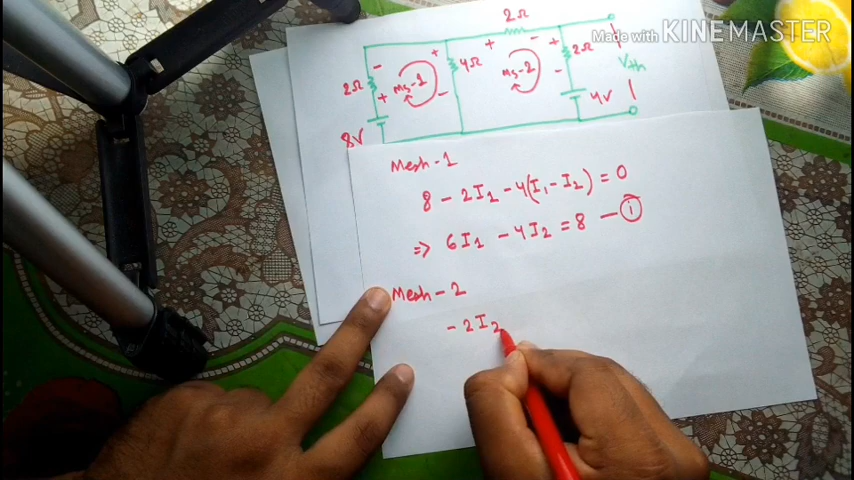 2Ω
Made with KINEMASTER
2Ω
- + 4Ω - + - + 2Ω -
Ms-1
Ms-2
+
Vth
8V
4V
Mesh-1
8 - 2I1 - 4(I1 - I2) = 0
⇒ 6I1 - 4I2 = 8 — ①
Mesh-2
- 2I2